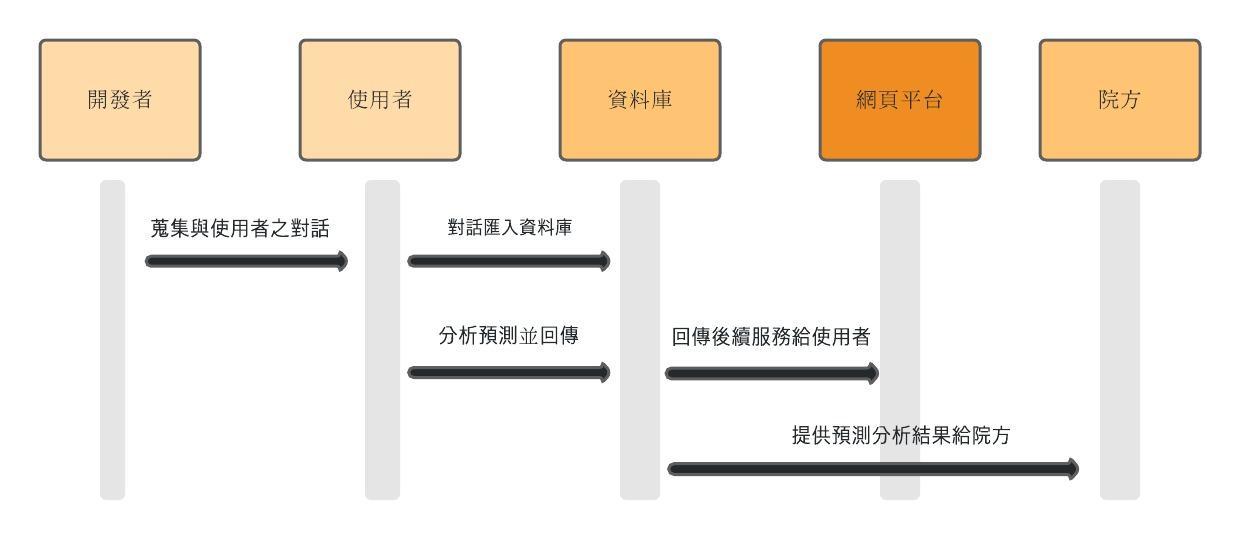 開發者
使用者
資料庫
網頁平台
院方
蒐集與使用者之對話
對話匯入資料庫
分析預測並回傳
回傳後續服務給使用者
提供預測分析結果給院方